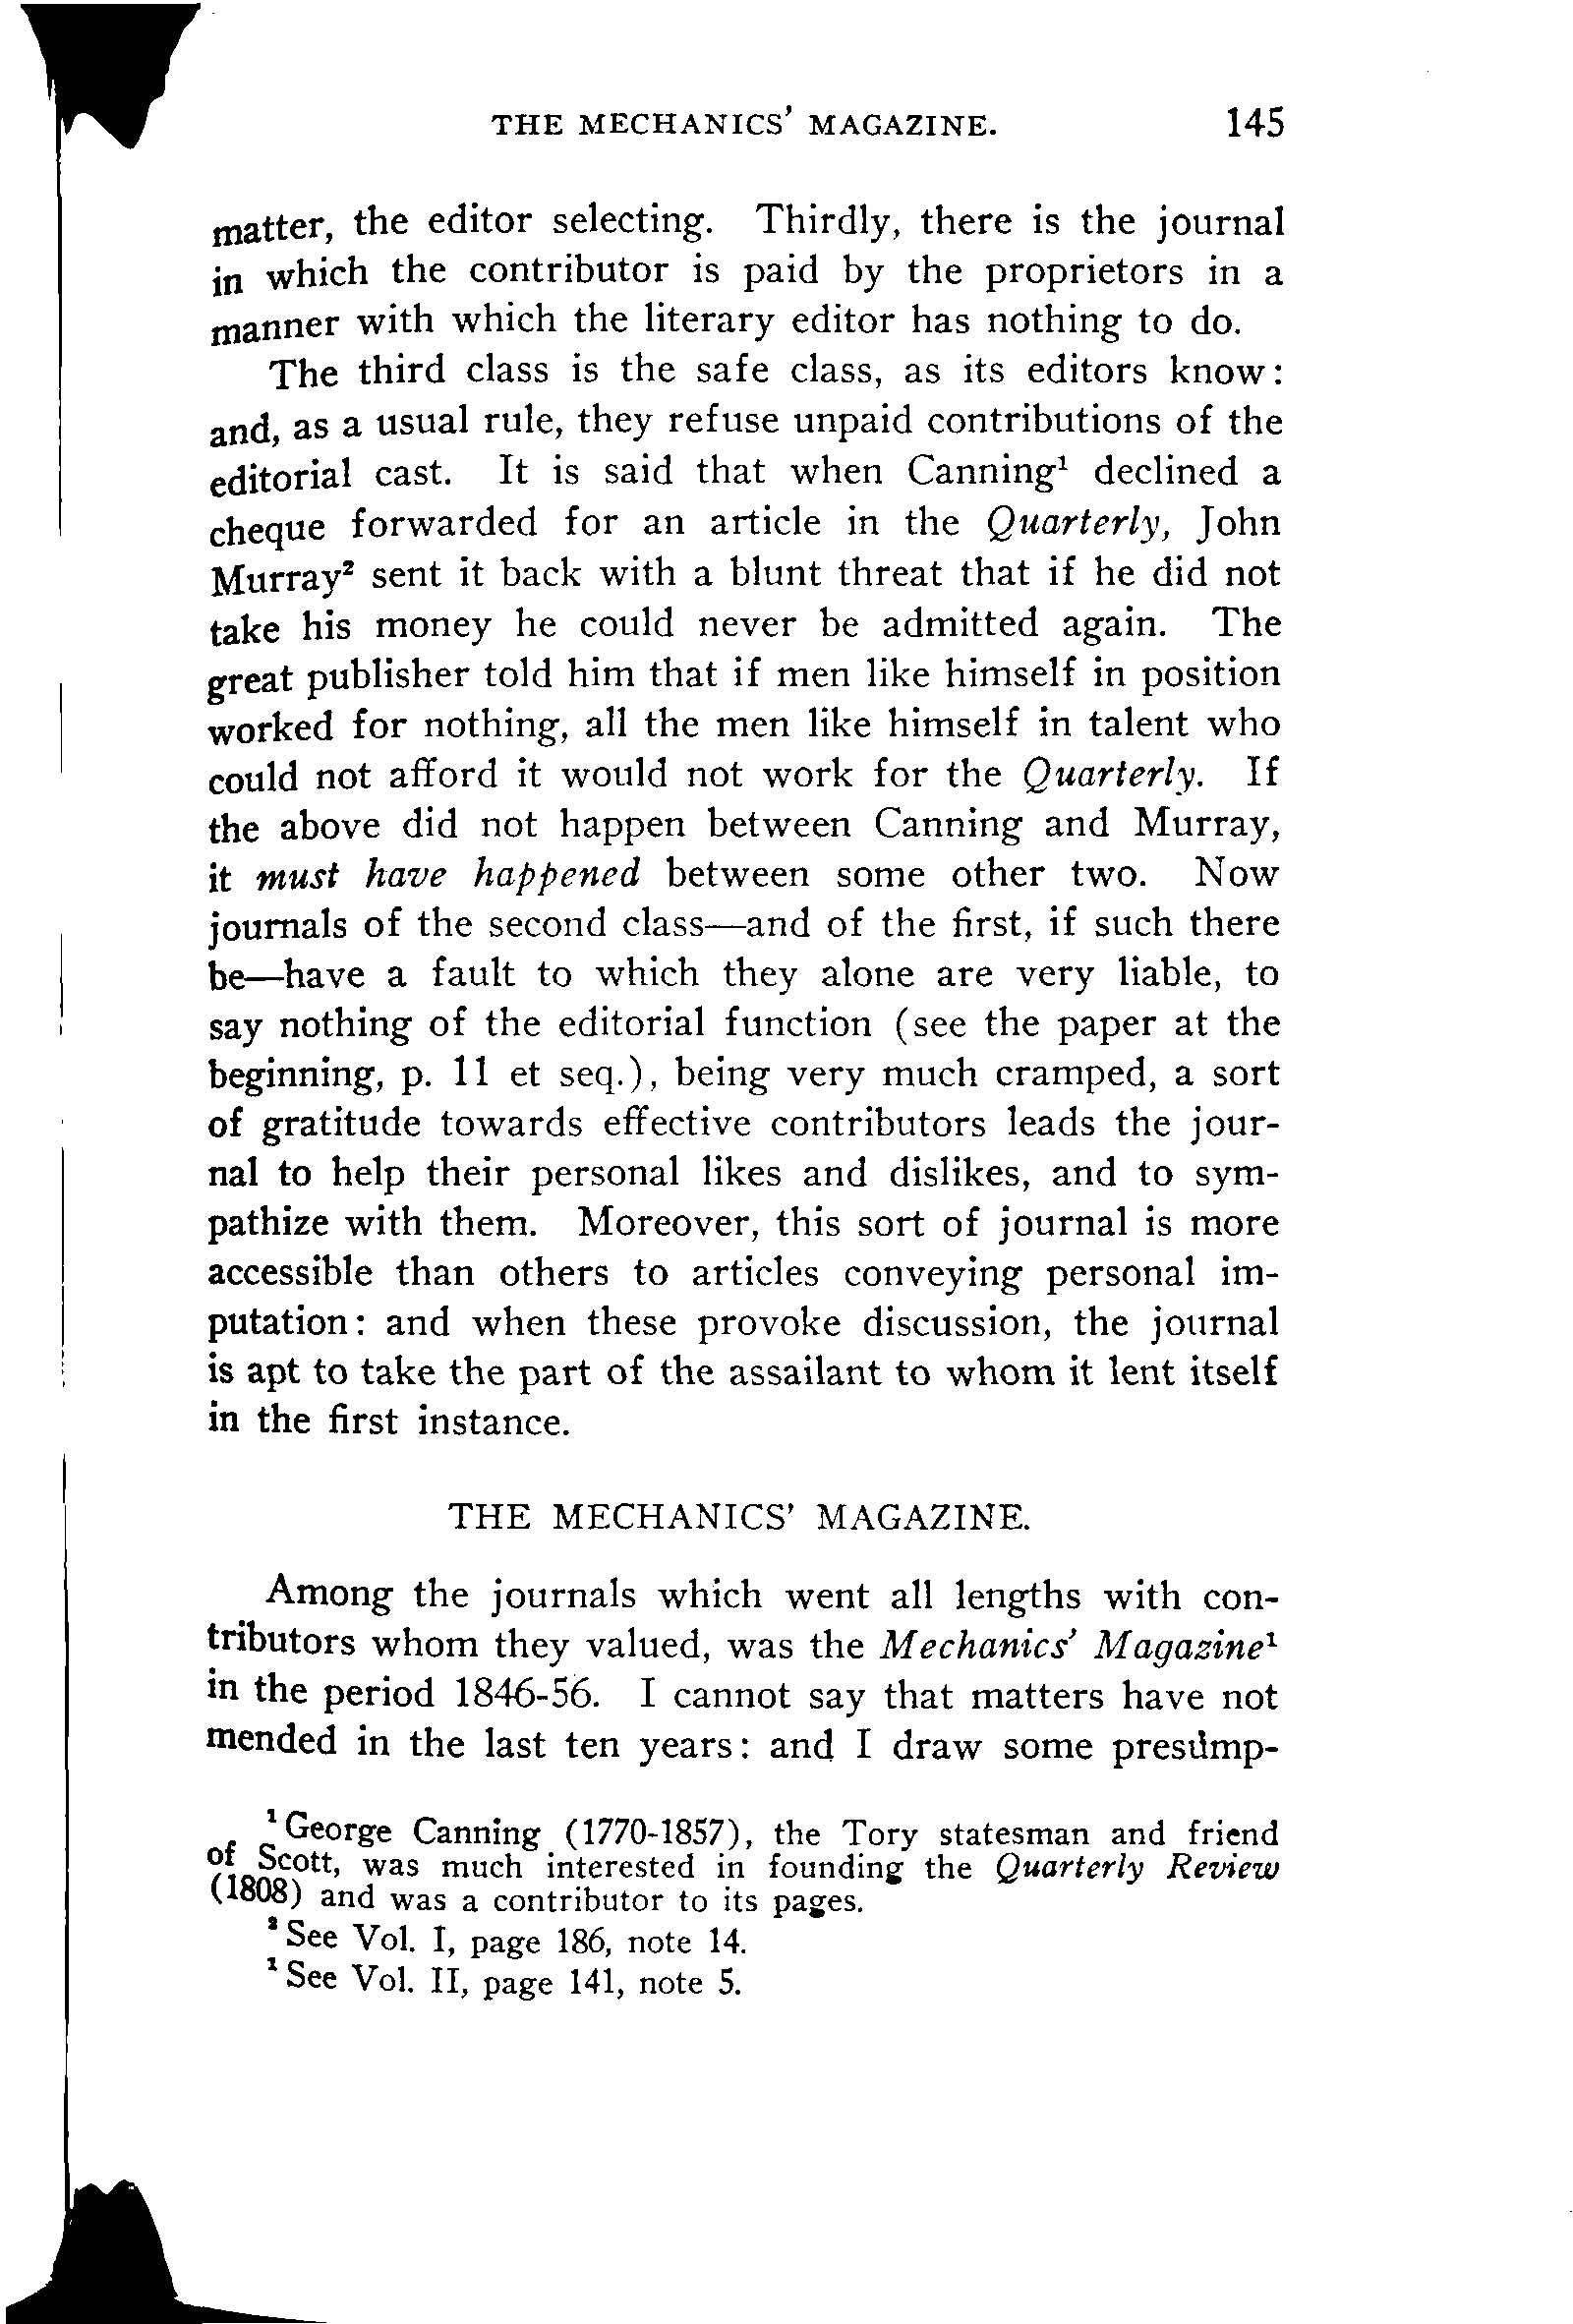 THE MECHANICS' MAGAZINE. 145
matter, the editor selecting. Thirdly, there is the journal
in which the contributor is paid by the proprietors in a
manner with which the literary editor has nothing to do.
The third class is the safe class, as its editors know:
and, as a usual rule, they refuse unpaid contributions of the
editorial cast. It is said that when Canning¹ declined a
cheque forwarded for an article in the Quarterly, John
Murray² sent it back with a blunt threat that if he did not
take his money he could never be admitted again. The
great publisher told him that if men like himself in position
worked for nothing, all the men like himself in talent who
could not afford it would not work for the Quarterly. If
the above did not happen between Canning and Murray,
it must have happened between some other two. Now
journals of the second class—and of the first, if such there
be—have a fault to which they alone are very liable, to
say nothing of the editorial function (see the paper at the
beginning, p. 11 et seq.), being very much cramped, a sort
of gratitude towards effective contributors leads the jour-
nal to help their personal likes and dislikes, and to sym-
pathize with them. Moreover, this sort of journal is more
accessible than others to articles conveying personal im-
putation: and when these provoke discussion, the journal
is apt to take the part of the assailant to whom it lent itself
in the first instance.
THE MECHANICS' MAGAZINE.
Among the journals which went all lengths with con-
tributors whom they valued, was the Mechanics' Magazine¹
in the period 1846-56. I cannot say that matters have not
mended in the last ten years: and I draw some presump-
¹ George Canning (1770-1857), the Tory statesman and friend
of Scott, was much interested in founding the Quarterly Review
(1808) and was a contributor to its pages.
² See Vol. I, page 186, note 14.
¹ See Vol. II, page 141, note 5.